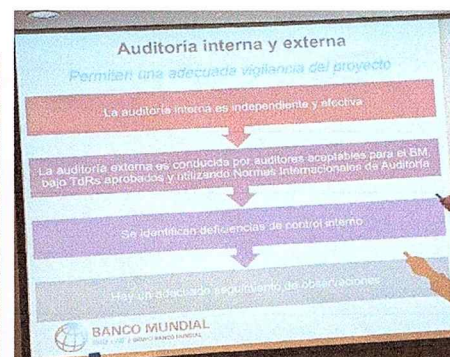 Auditoría interna y externa
Permiten una adecuada vigilancia del proyecto
La auditoría interna es independiente y efectiva
La auditoría externa es conducida por auditores aceptables para el BM,
bajo TdRs aprobados y utilizando Normas Internacionales de Auditoría
Se identifican deficiencias de control interno
Hay un adecuado seguimiento de observaciones
BANCO MUNDIAL